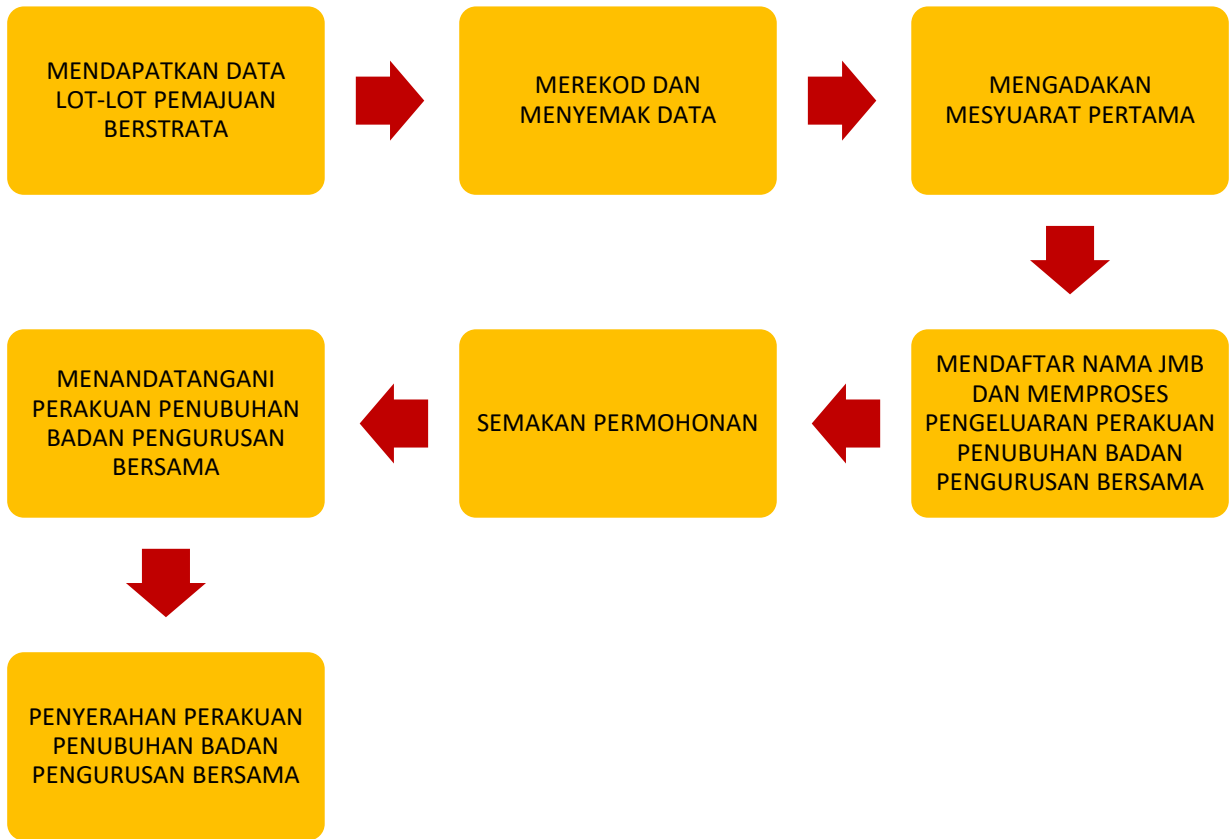 MENDAPATKAN DATA
LOT-LOT PEMAJUAN
BERSTRATA
MEREKOD DAN
MENYEMAK DATA
MENGADAKAN
MESYUARAT PERTAMA
MENDAFTAR NAMA JMB
DAN MEMPROSES
PENGELUARAN PERAKUAN
PENUBUHAN BADAN
PENGURUSAN BERSAMA
SEMAKAN PERMOHONAN
MENANDATANGANI
PERAKUAN PENUBUHAN
BADAN PENGURUSAN
BERSAMA
PENYERAHAN PERAKUAN
PENUBUHAN BADAN
PENGURUSAN BERSAMA